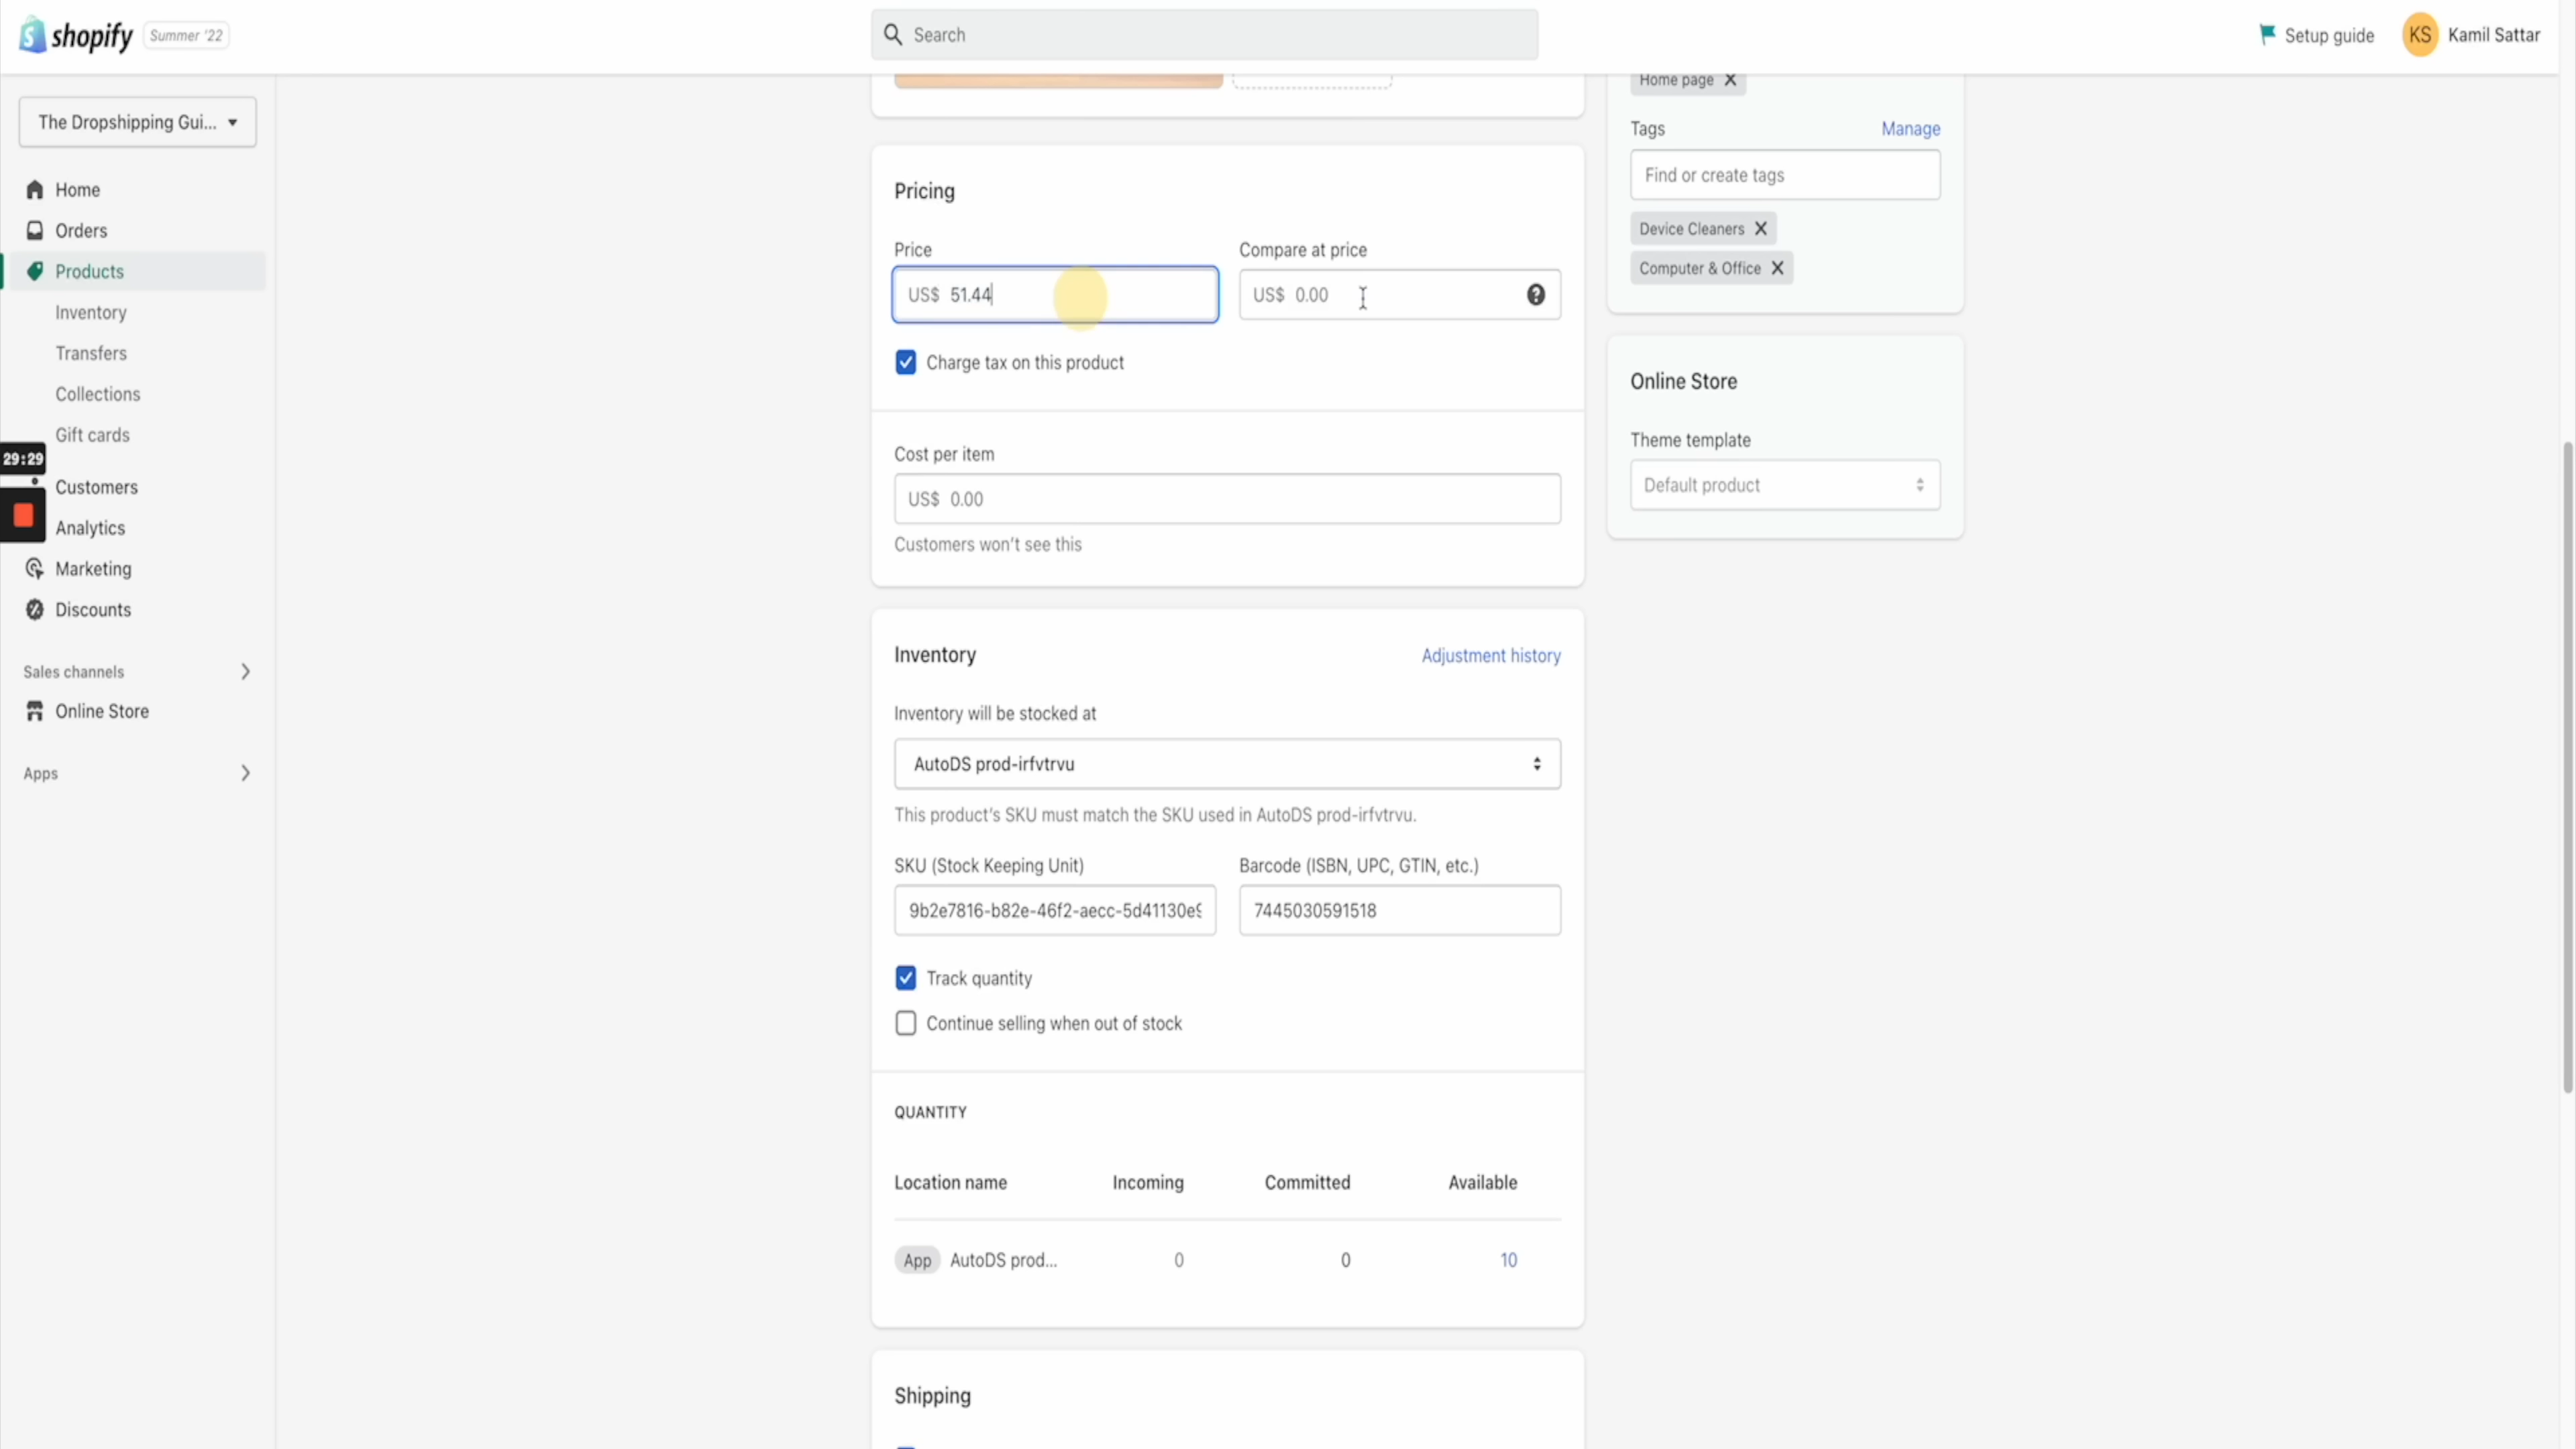 shopify Summer '22
Search
Setup guide
KS Kamil Sattar
The Dropshipping Gui...
Home
Orders
Products
Inventory
Transfers
Collections
Gift cards
29:29
Customers
Analytics
Marketing
Discounts
Sales channels
Online Store
Apps
Pricing
Price
US$ 51.44
Compare at price
US$ 0.00
Charge tax on this product
Cost per item
US$ 0.00
Customers won't see this
Inventory
Adjustment history
Inventory will be stocked at
AutoDS prod-irfvtrvu
This product's SKU must match the SKU used in AutoDS prod-irfvtrvu.
SKU (Stock Keeping Unit)
9b2e7816-b82e-46f2-aecc-5d41130e9
Barcode (ISBN, UPC, GTIN, etc.)
7445030591518
Track quantity
Continue selling when out of stock
QUANTITY
Location name Incoming Committed Available
App AutoDS prod... 0 0 10
Shipping
Home page
Tags
Manage
Find or create tags
Device Cleaners
Computer & Office
Online Store
Theme template
Default product